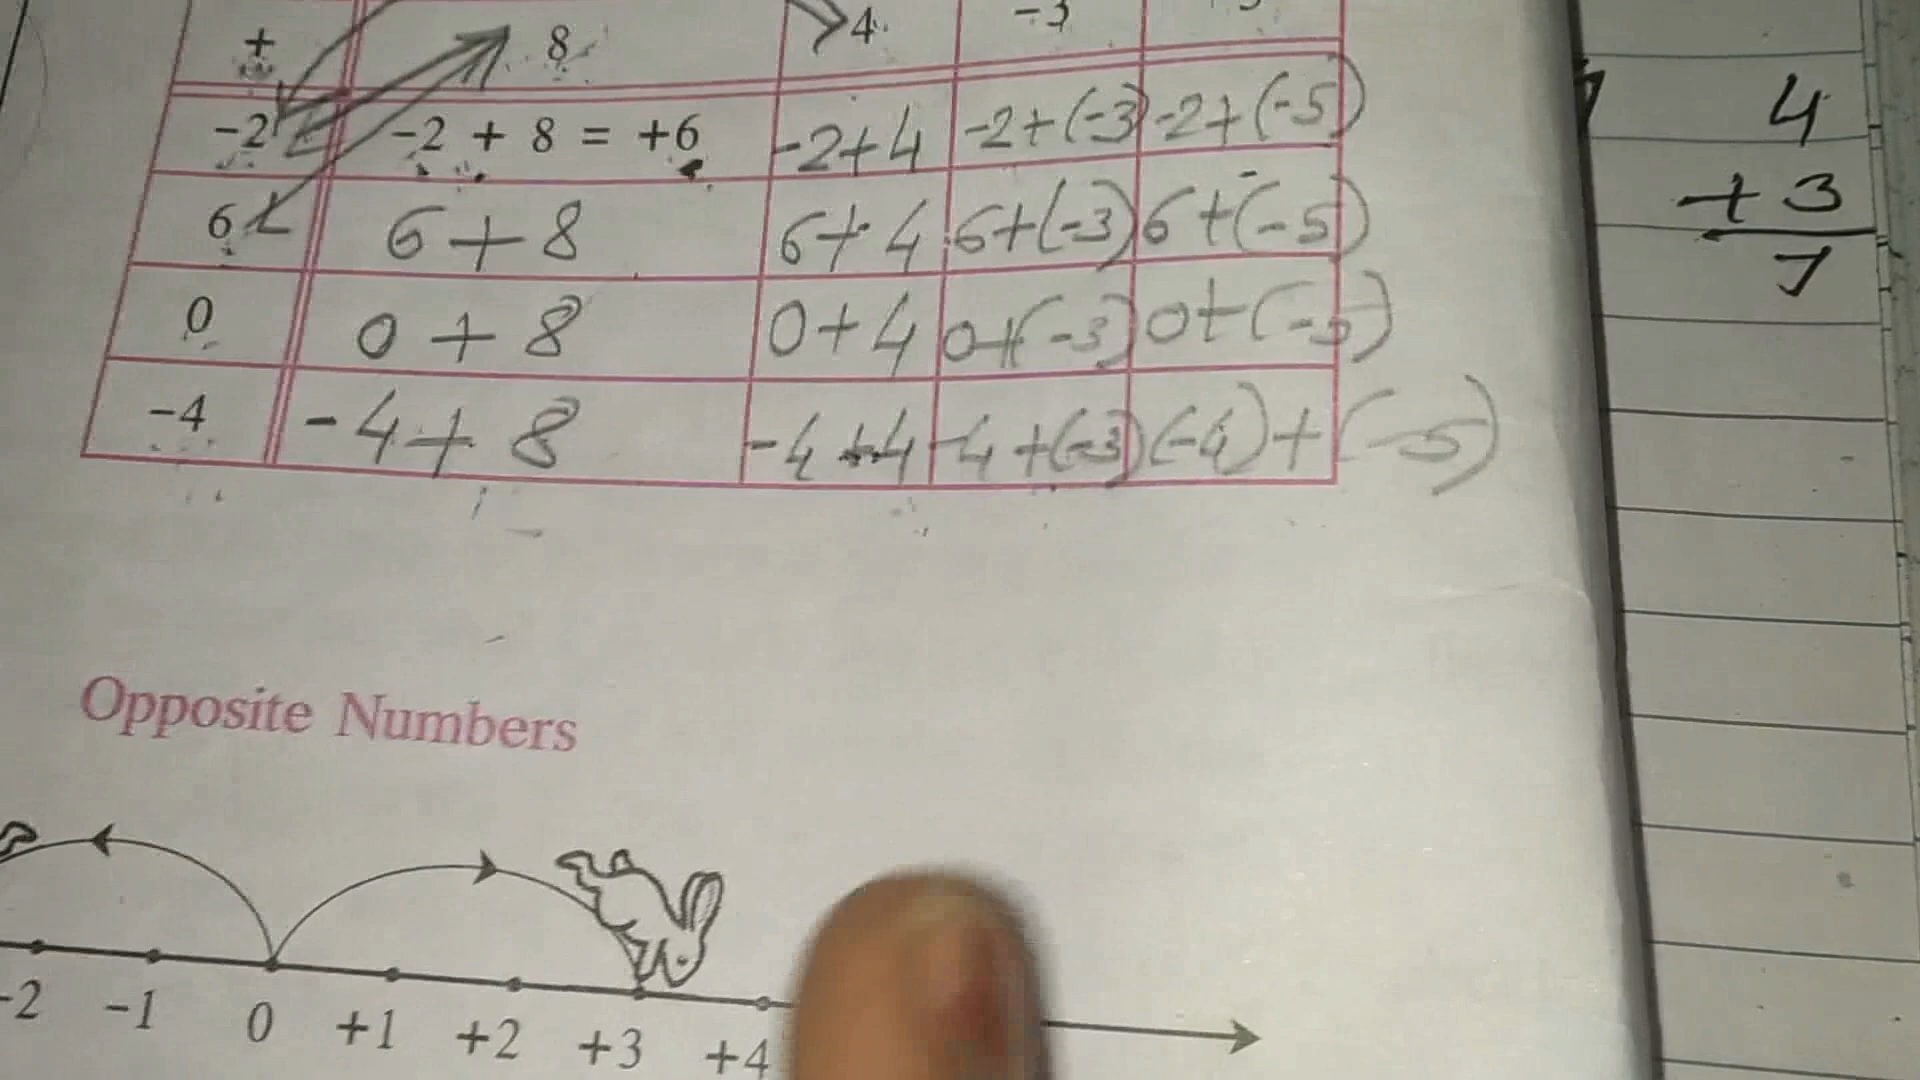 + 8 4 -3
-2 -2 + 8 = +6 -2+4 -2+(-3) -2+(-5)
6 6+8 6+4 6+(-3) 6+(-5)
0 0+8 0+4 0+(-3) 0+(-5)
-4 -4+8 -4+4 -4+(-3) (-4)+(-5)
Opposite Numbers
-2 -1 0 +1 +2 +3 +4
4
+3
7